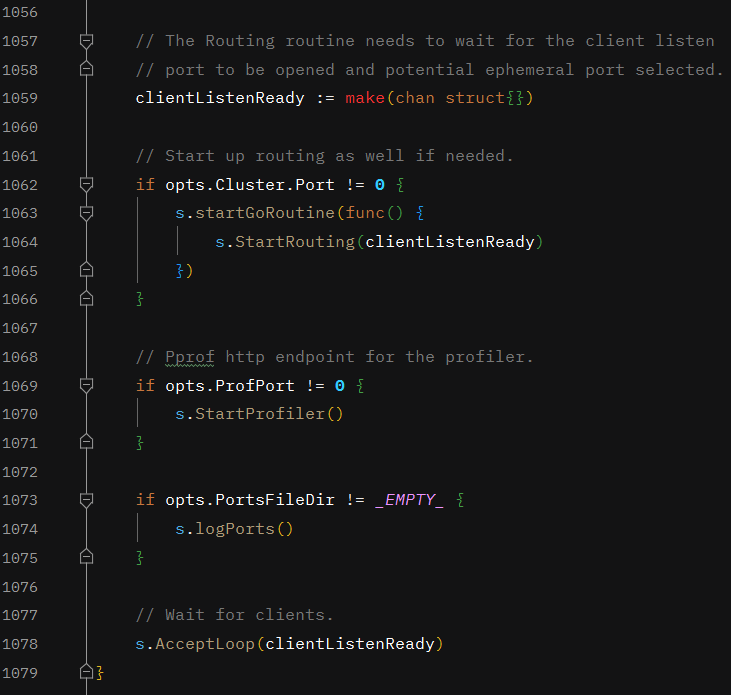 1056
1057 // The Routing routine needs to wait for the client listen
1058 // port to be opened and potential ephemeral port selected.
1059 clientListenReady := make(chan struct{})
1060
1061 // Start up routing as well if needed.
1062 if opts.Cluster.Port != 0 {
1063 s.startGoRoutine(func() {
1064 s.StartRouting(clientListenReady)
1065 })
1066 }
1067
1068 // Pprof http endpoint for the profiler.
1069 if opts.ProfPort != 0 {
1070 s.StartProfiler()
1071 }
1072
1073 if opts.PortsFileDir != _EMPTY_ {
1074 s.logPorts()
1075 }
1076
1077 // Wait for clients.
1078 s.AcceptLoop(clientListenReady)
1079 }